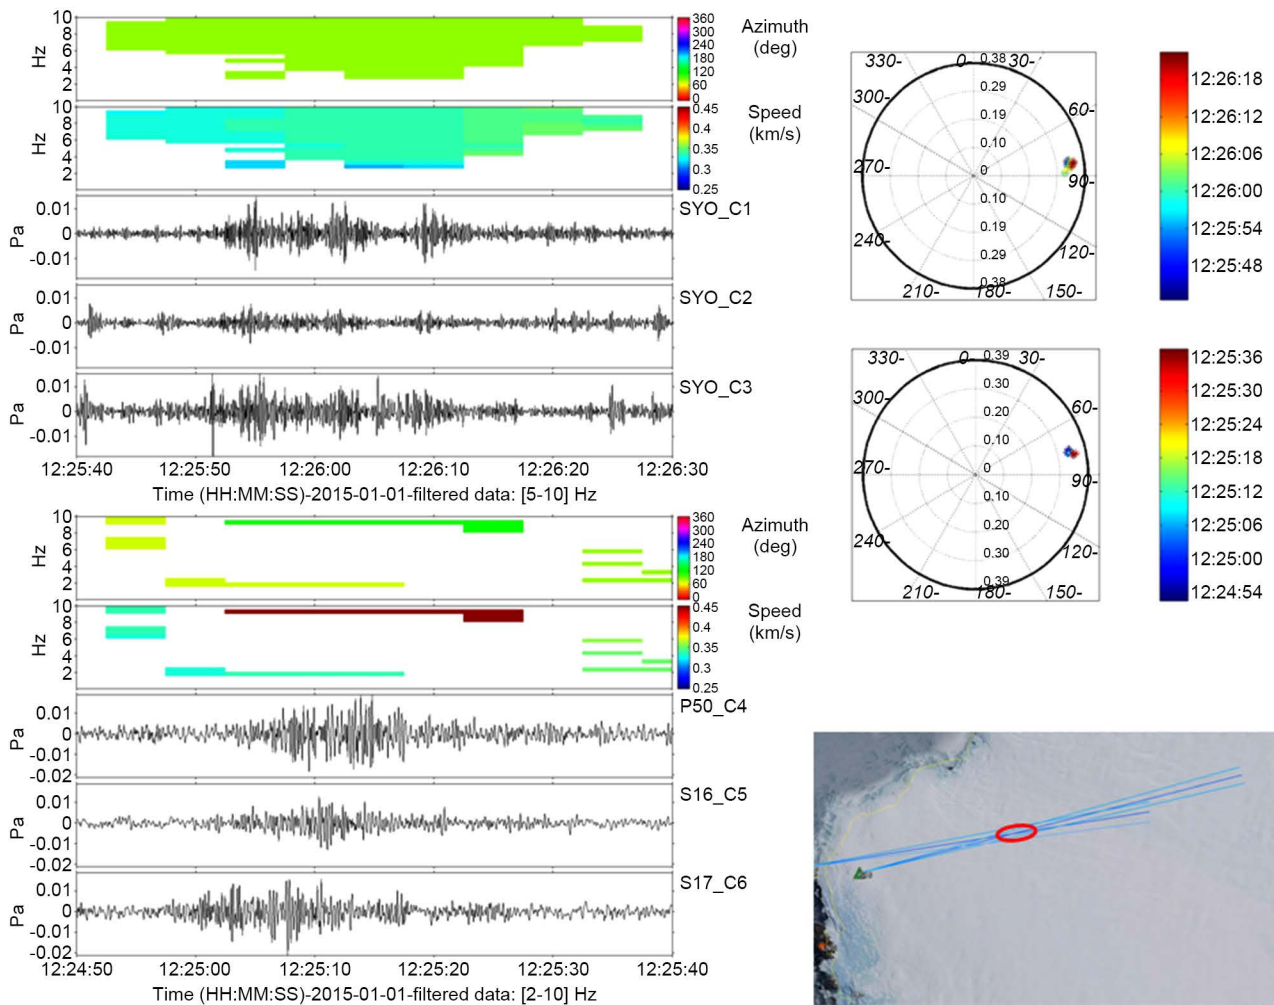 10
8
6
4
2
Hz
360
300
240
180
120
60
0
Azimuth
(deg)
10
8
6
4
2
Hz
0.45
0.4
0.35
0.3
0.25
Speed
(km/s)
0.01
0
-0.01
Pa
SYO_C1
0.01
0
-0.01
Pa
SYO_C2
0.01
0
-0.01
Pa
SYO_C3
12:25:40 12:25:50 12:26:00 12:26:10 12:26:20 12:26:30
Time (HH:MM:SS)-2015-01-01-filtered data: [5-10] Hz
10
8
6
4
2
Hz
360
300
240
180
120
60
0
Azimuth
(deg)
10
8
6
4
2
Hz
0.45
0.4
0.35
0.3
0.25
Speed
(km/s)
0.01
0
-0.01
-0.02
Pa
P50_C4
0.01
0
-0.01
-0.02
Pa
S16_C5
0.01
0
-0.01
-0.02
Pa
S17_C6
12:24:50 12:25:00 12:25:10 12:25:20 12:25:30 12:25:40
Time (HH:MM:SS)-2015-01-01-filtered data: [2-10] Hz
330- 0- 0.38 30-
0.29
300- 60-
0.19
0.10
270- 0 90-
0.10
0.19
240- 120-
0.29
0.38
210- 180- 150-
12:26:18
12:26:12
12:26:06
12:26:00
12:25:54
12:25:48
330- 0- 0.39 30-
0.30
300- 60-
0.20
0.10
270- 0 90-
0.10
0.20
240- 120-
0.30
0.39
210- 180- 150-
12:25:36
12:25:30
12:25:24
12:25:18
12:25:12
12:25:06
12:25:00
12:24:54